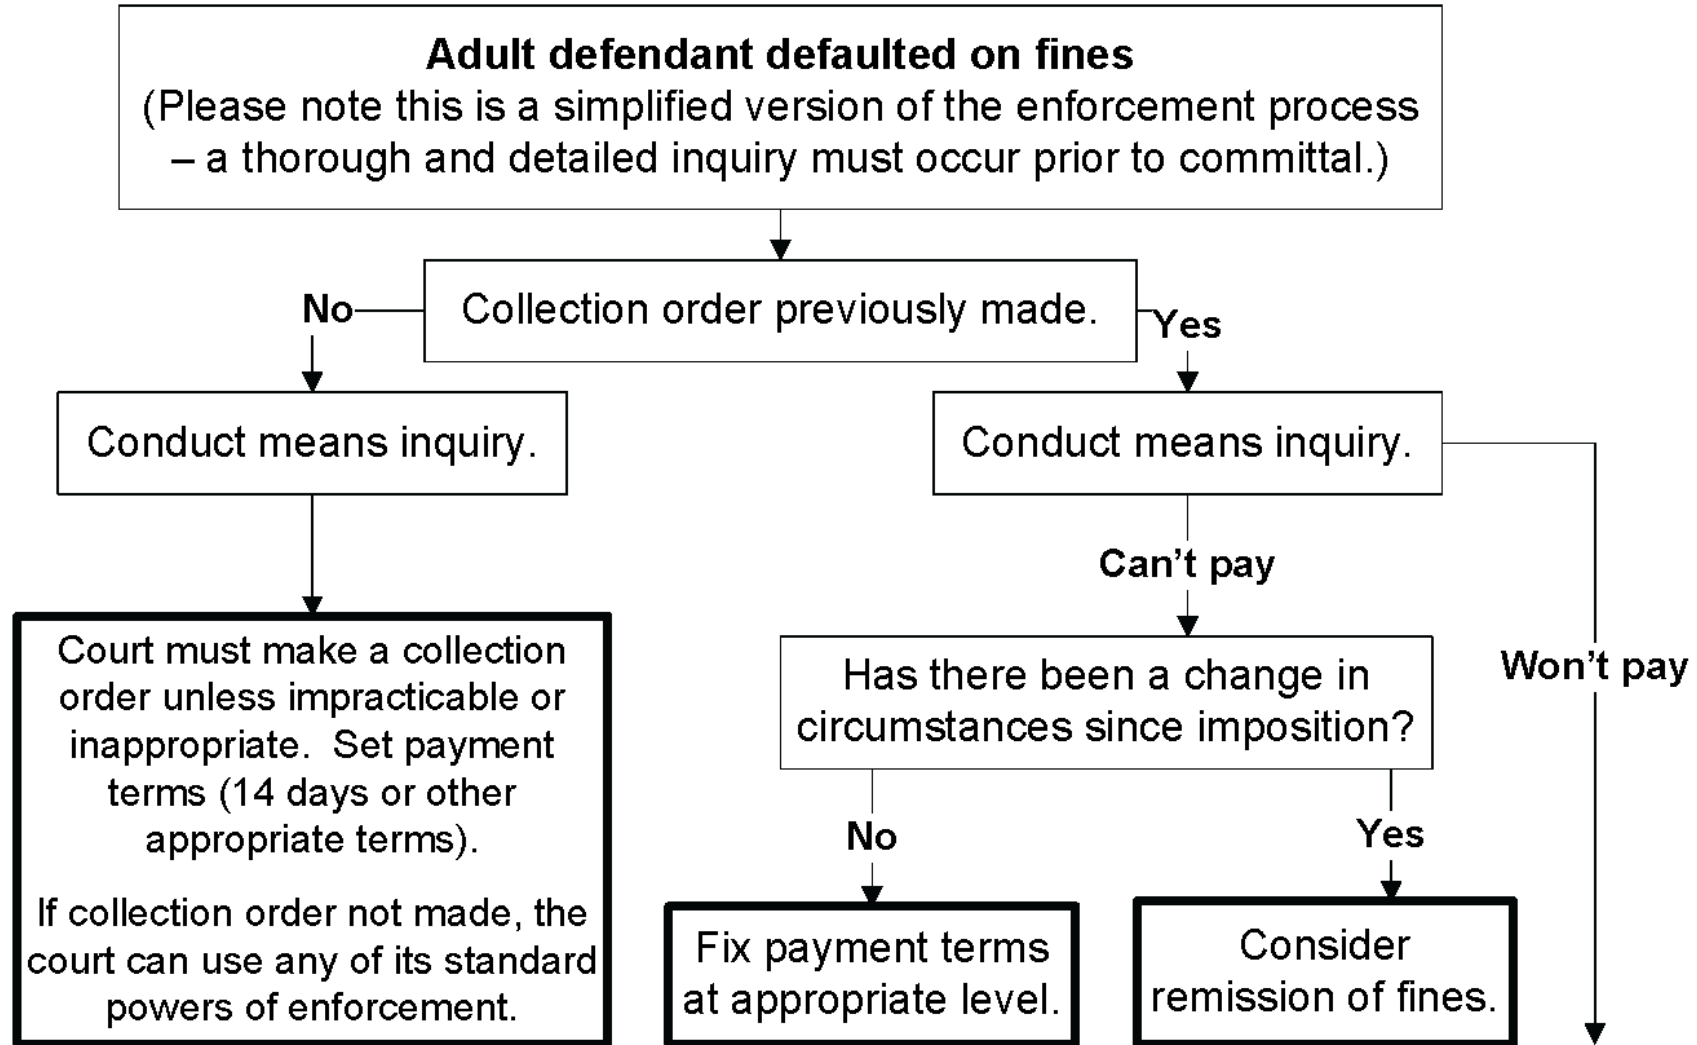 Adult defendant defaulted on fines
(Please note this is a simplified version of the enforcement process
– a thorough and detailed inquiry must occur prior to committal.)
Collection order previously made.
No
Yes
Conduct means inquiry.
Conduct means inquiry.
Can’t pay
Won’t pay
Court must make a collection
order unless impracticable or
inappropriate.  Set payment
terms (14 days or other
appropriate terms).
If collection order not made, the
court can use any of its standard
powers of enforcement.
Has there been a change in
circumstances since imposition?
No
Yes
Fix payment terms
at appropriate level.
Consider
remission of fines.